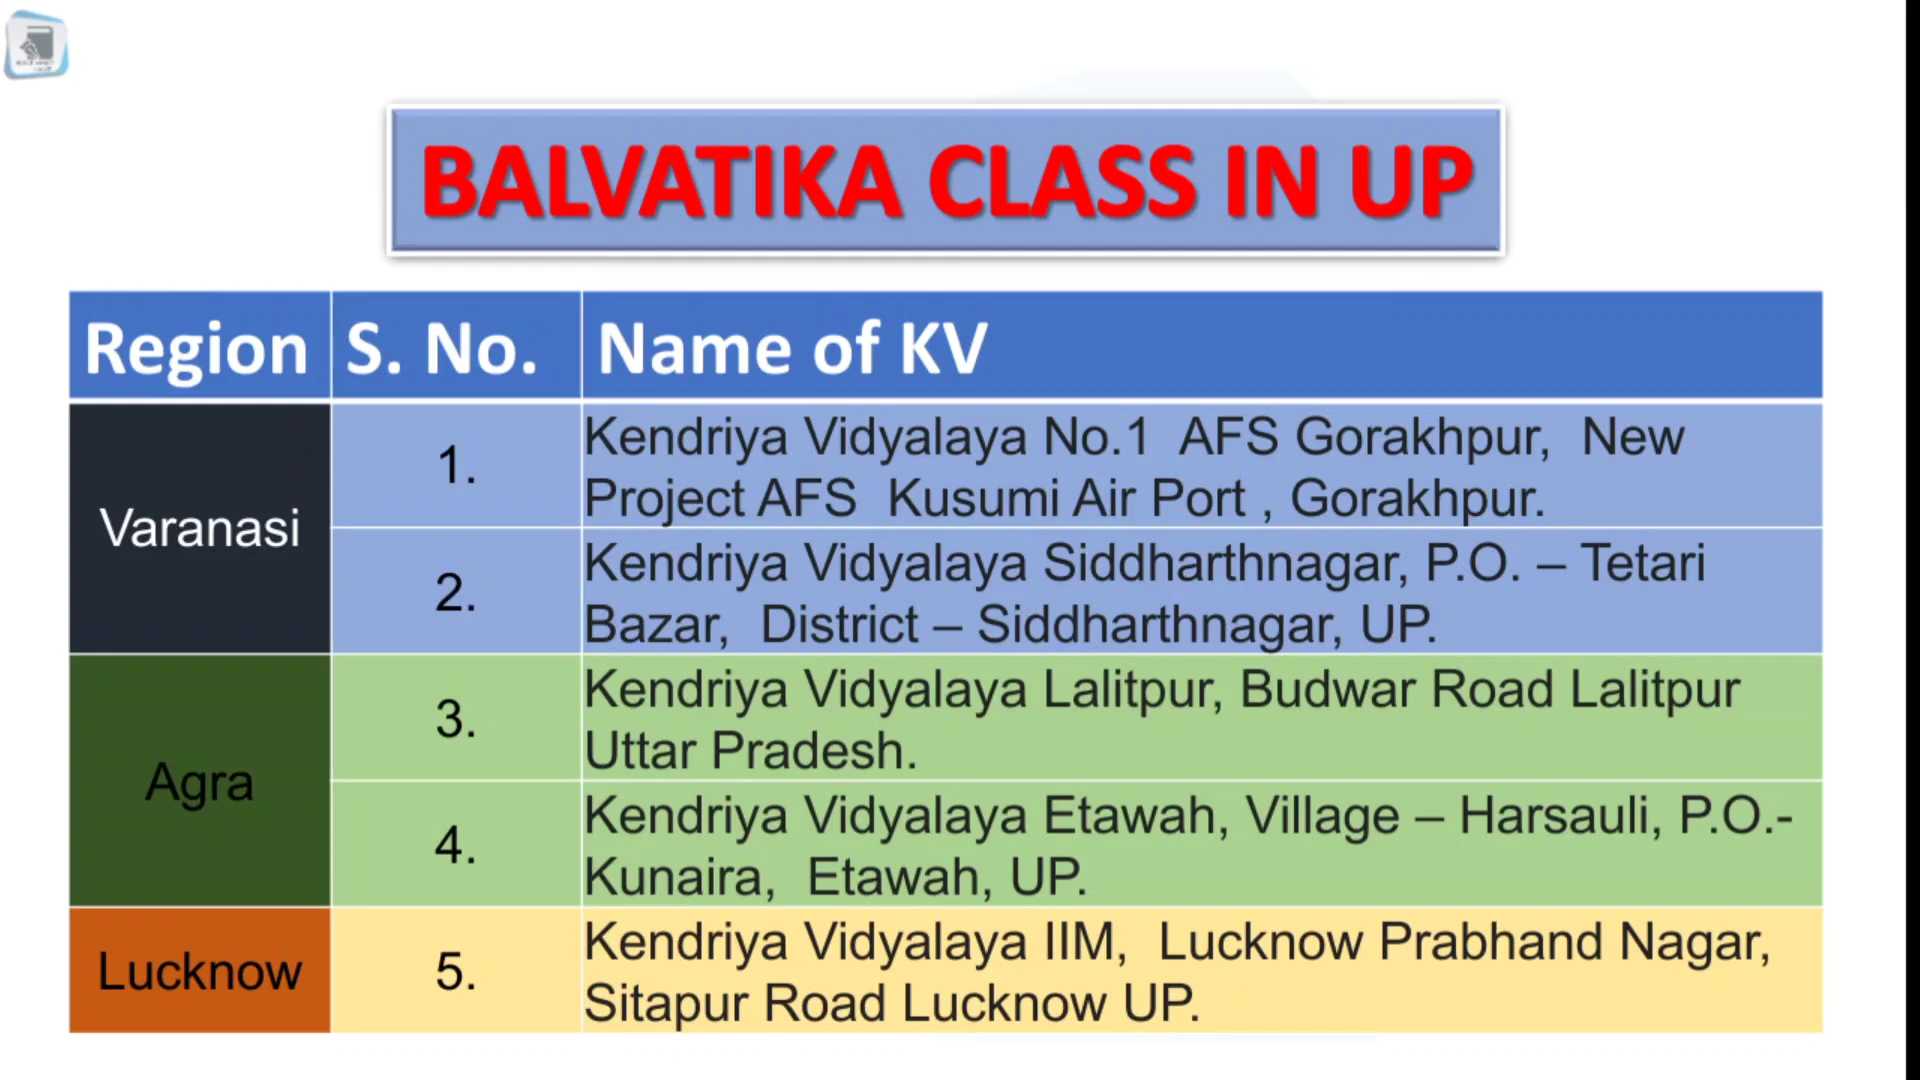 BALVATIKA CLASS IN UP
Region S. No. Name of KV
Varanasi
1.
Kendriya Vidyalaya No.1 AFS Gorakhpur, New
Project AFS Kusumi Air Port , Gorakhpur.
2.
Kendriya Vidyalaya Siddharthnagar, P.O. – Tetari
Bazar, District – Siddharthnagar, UP.
Agra
3.
Kendriya Vidyalaya Lalitpur, Budwar Road Lalitpur
Uttar Pradesh.
4.
Kendriya Vidyalaya Etawah, Village – Harsauli, P.O.-
Kunaira, Etawah, UP.
Lucknow
5.
Kendriya Vidyalaya IIM, Lucknow Prabhand Nagar,
Sitapur Road Lucknow UP.